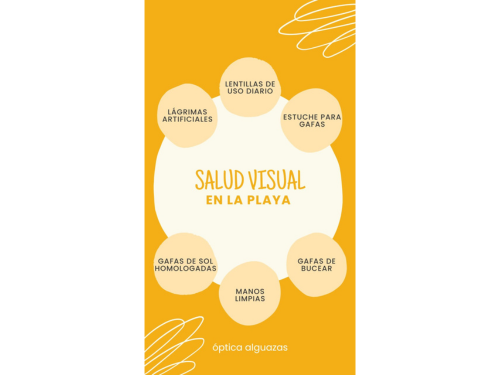 LENTILLAS DE
USO DIARIO
LÁGRIMAS
ARTIFICIALES
ESTUCHE PARA
GAFAS
SALUD VISUAL
EN LA PLAYA
GAFAS DE SOL
HOMOLOGADAS
GAFAS DE
BUCEAR
MANOS
LIMPIAS
óptica alguazas